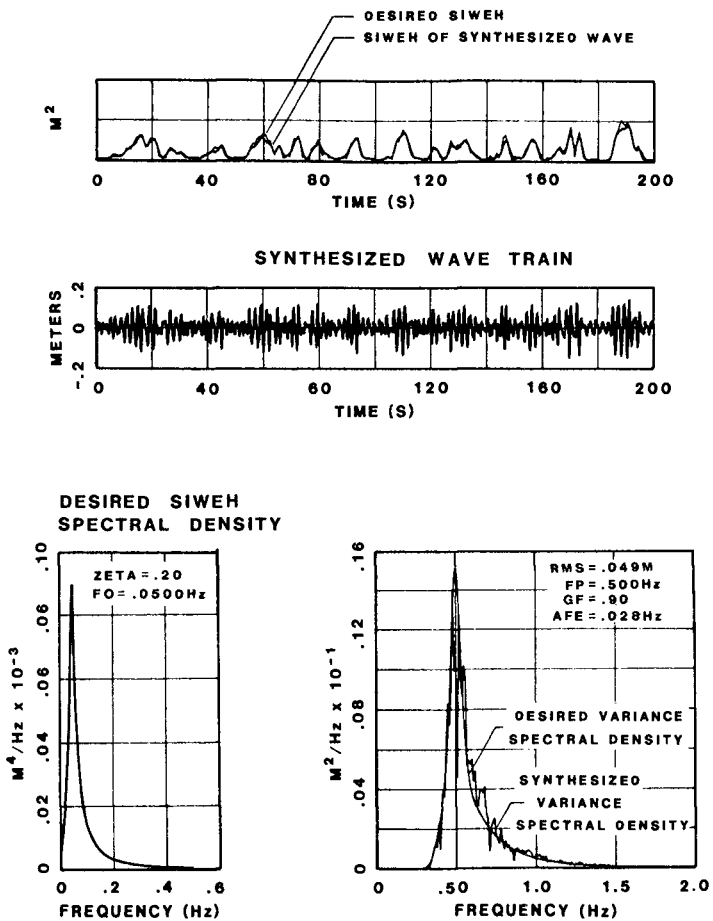 DESIRED SIWEH
SIWEH OF SYNTHESIZED WAVE
M²
0 40 80 120 160 200
TIME (S)
SYNTHESIZED WAVE TRAIN
METERS
.2
0
-.2
0 40 60 80 120 160 200
TIME (S)
DESIRED SIWEH
SPECTRAL DENSITY
M⁴/Hz x 10⁻³
.10
.06
.04
.02
0
ZETA = .20
FO = .0500Hz
0 .2 .4 .6
FREQUENCY (Hz)
M²/Hz x 10⁻¹
.16
.12
.08
.04
0
RMS = .049M
FP = .500Hz
GF = .90
AFE = .028Hz
DESIRED VARIANCE
SPECTRAL DENSITY
SYNTHESIZED
VARIANCE
SPECTRAL DENSITY
0 .50 1.0 1.5 2.0
FREQUENCY (Hz)